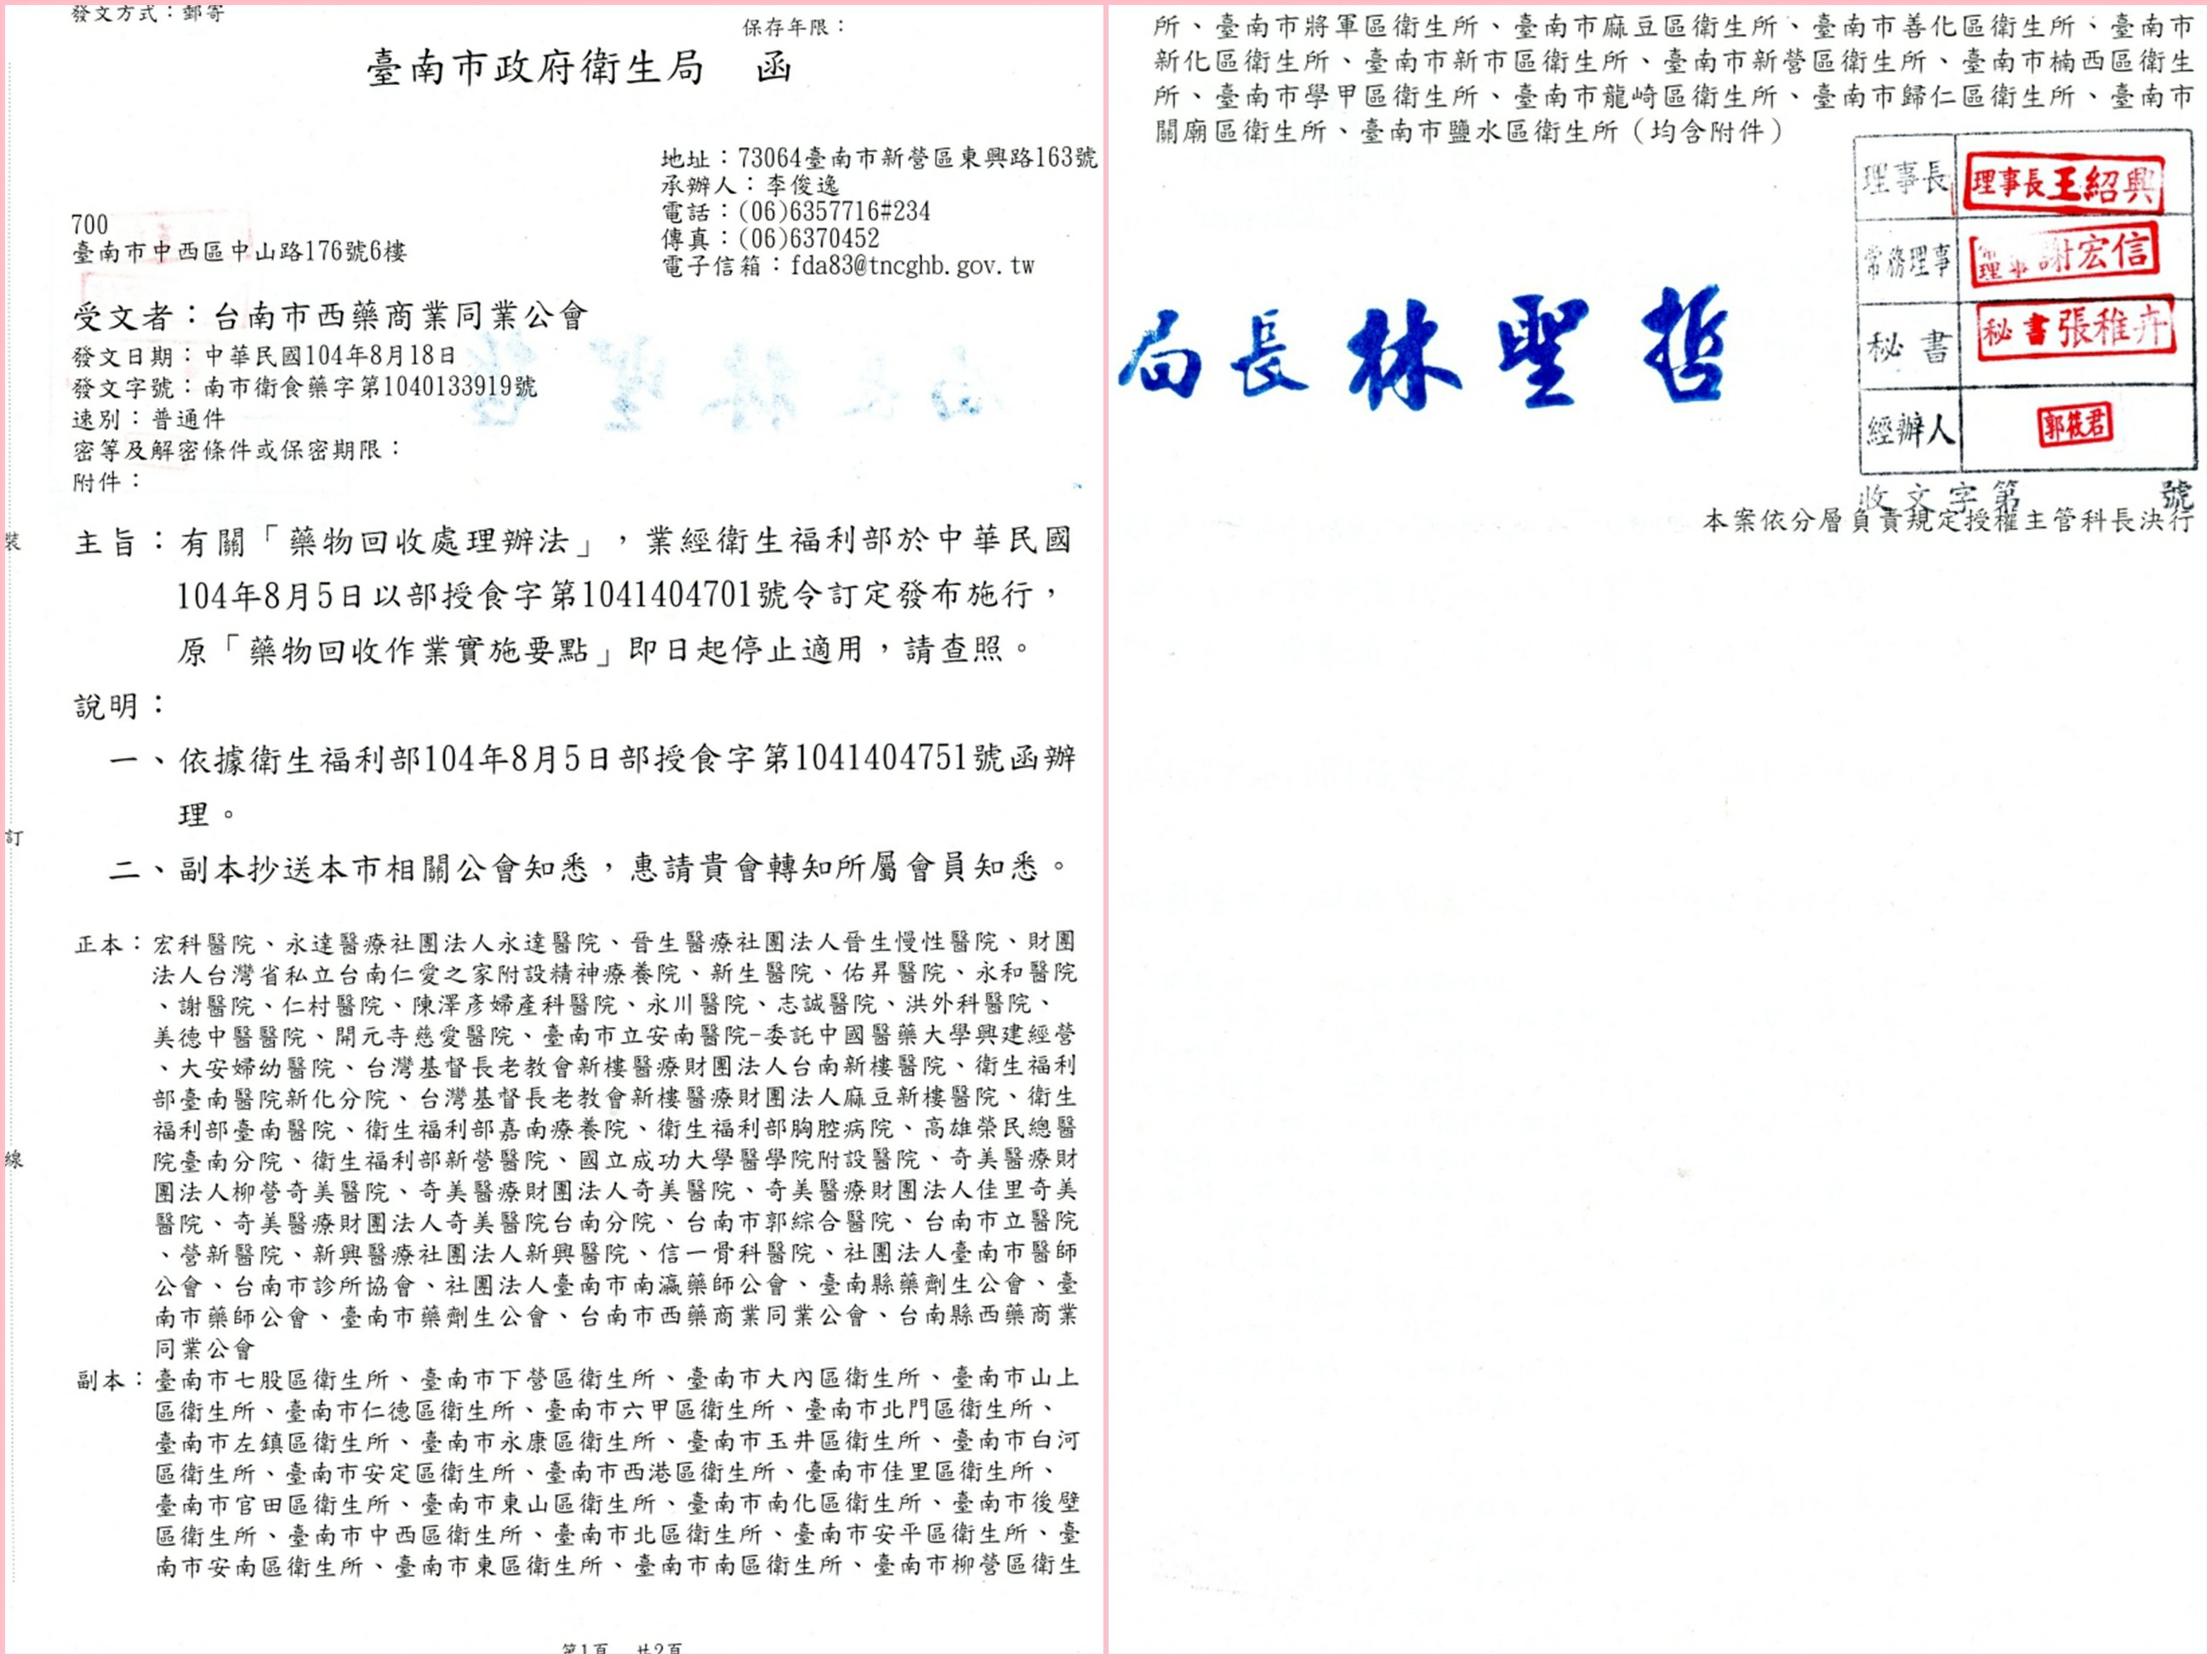 發文方式：郵寄
保存年限：
臺南市政府衛生局　函
地址：73064臺南市新營區東興路163號
承辦人：李俊逸
電話：(06)6357716#234
傳真：(06)6370452
電子信箱：fda83@tncghb.gov.tw
700
臺南市中西區中山路176號6樓
受文者：台南市西藥商業同業公會
發文日期：中華民國104年8月18日
發文字號：南市衛食藥字第1040133919號
速別：普通件
密等及解密條件或保密期限：
附件：
主旨：有關「藥物回收處理辦法」，業經衛生福利部於中華民國
104年8月5日以部授食字第1041404701號令訂定發布施行，
原「藥物回收作業實施要點」即日起停止適用，請查照。
說明：
一、依據衛生福利部104年8月5日部授食字第1041404751號函辦
理。
二、副本抄送本市相關公會知悉，惠請貴會轉知所屬會員知悉。
正本：宏科醫院、永達醫療社團法人永達醫院、晉生醫療社團法人晉生慢性醫院、財團
法人台灣省私立台南仁愛之家附設精神療養院、新生醫院、佑昇醫院、永和醫院
、謝醫院、仁村醫院、陳澤彥婦產科醫院、永川醫院、志誠醫院、洪外科醫院、
美德中醫醫院、開元寺慈愛醫院、臺南市立安南醫院-委託中國醫藥大學興建經營
、大安婦幼醫院、台灣基督長老教會新樓醫療財團法人台南新樓醫院、衛生福利
部臺南醫院新化分院、台灣基督長老教會新樓醫療財團法人麻豆新樓醫院、衛生
福利部臺南醫院、衛生福利部嘉南療養院、衛生福利部胸腔病院、高雄榮民總醫
院臺南分院、衛生福利部新營醫院、國立成功大學醫學院附設醫院、奇美醫療財
團法人柳營奇美醫院、奇美醫療財團法人奇美醫院、奇美醫療財團法人佳里奇美
醫院、奇美醫療財團法人奇美醫院台南分院、台南市郭綜合醫院、台南市立醫院
、營新醫院、新興醫療社團法人新興醫院、信一骨科醫院、社團法人臺南市醫師
公會、台南市診所協會、社團法人臺南市南瀛藥師公會、臺南縣藥劑生公會、臺
南市藥師公會、臺南市藥劑生公會、台南市西藥商業同業公會、台南縣西藥商業
同業公會
副本：臺南市七股區衛生所、臺南市下營區衛生所、臺南市大內區衛生所、臺南市山上
區衛生所、臺南市仁德區衛生所、臺南市六甲區衛生所、臺南市北門區衛生所、
臺南市左鎮區衛生所、臺南市永康區衛生所、臺南市玉井區衛生所、臺南市白河
區衛生所、臺南市安定區衛生所、臺南市西港區衛生所、臺南市佳里區衛生所、
臺南市官田區衛生所、臺南市東山區衛生所、臺南市南化區衛生所、臺南市後壁
區衛生所、臺南市中西區衛生所、臺南市北區衛生所、臺南市安平區衛生所、臺
南市安南區衛生所、臺南市東區衛生所、臺南市南區衛生所、臺南市柳營區衛生
裝
訂
線
第1頁　共2頁
所、臺南市將軍區衛生所、臺南市麻豆區衛生所、臺南市善化區衛生所、臺南市
新化區衛生所、臺南市新市區衛生所、臺南市新營區衛生所、臺南市楠西區衛生
所、臺南市學甲區衛生所、臺南市龍崎區衛生所、臺南市歸仁區衛生所、臺南市
關廟區衛生所、臺南市鹽水區衛生所（均含附件）
理事長　理事長王紹興
常務理事　常務理事謝宏信
秘書　秘書張稚卉
經辦人　郭筱君
收文字第　號
局長林聖哲
本案依分層負責規定授權主管科長決行